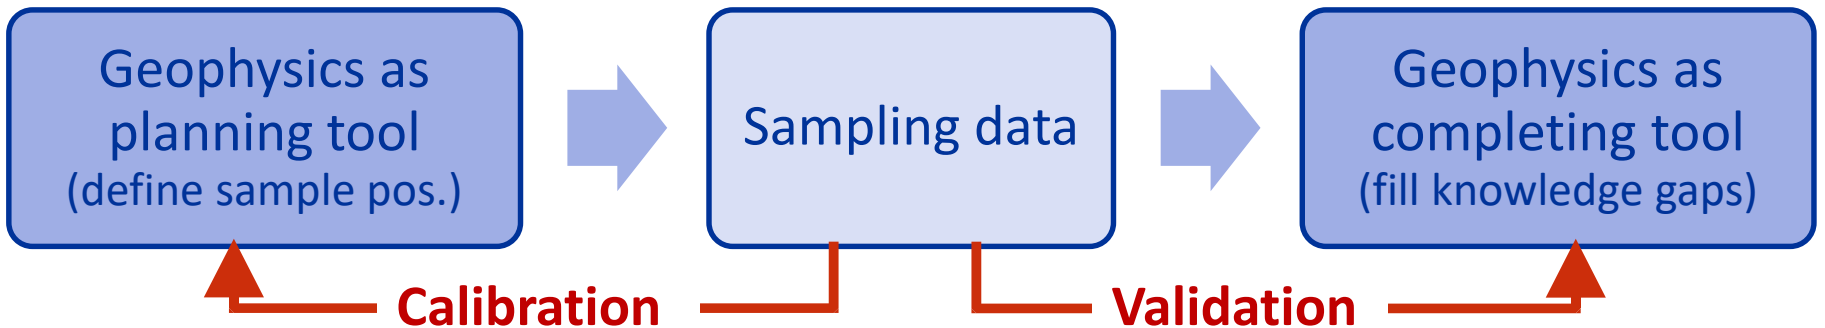 Geophysics as
planning tool
(define sample pos.)
Sampling data
Geophysics as
completing tool
(fill knowledge gaps)
Calibration
Validation